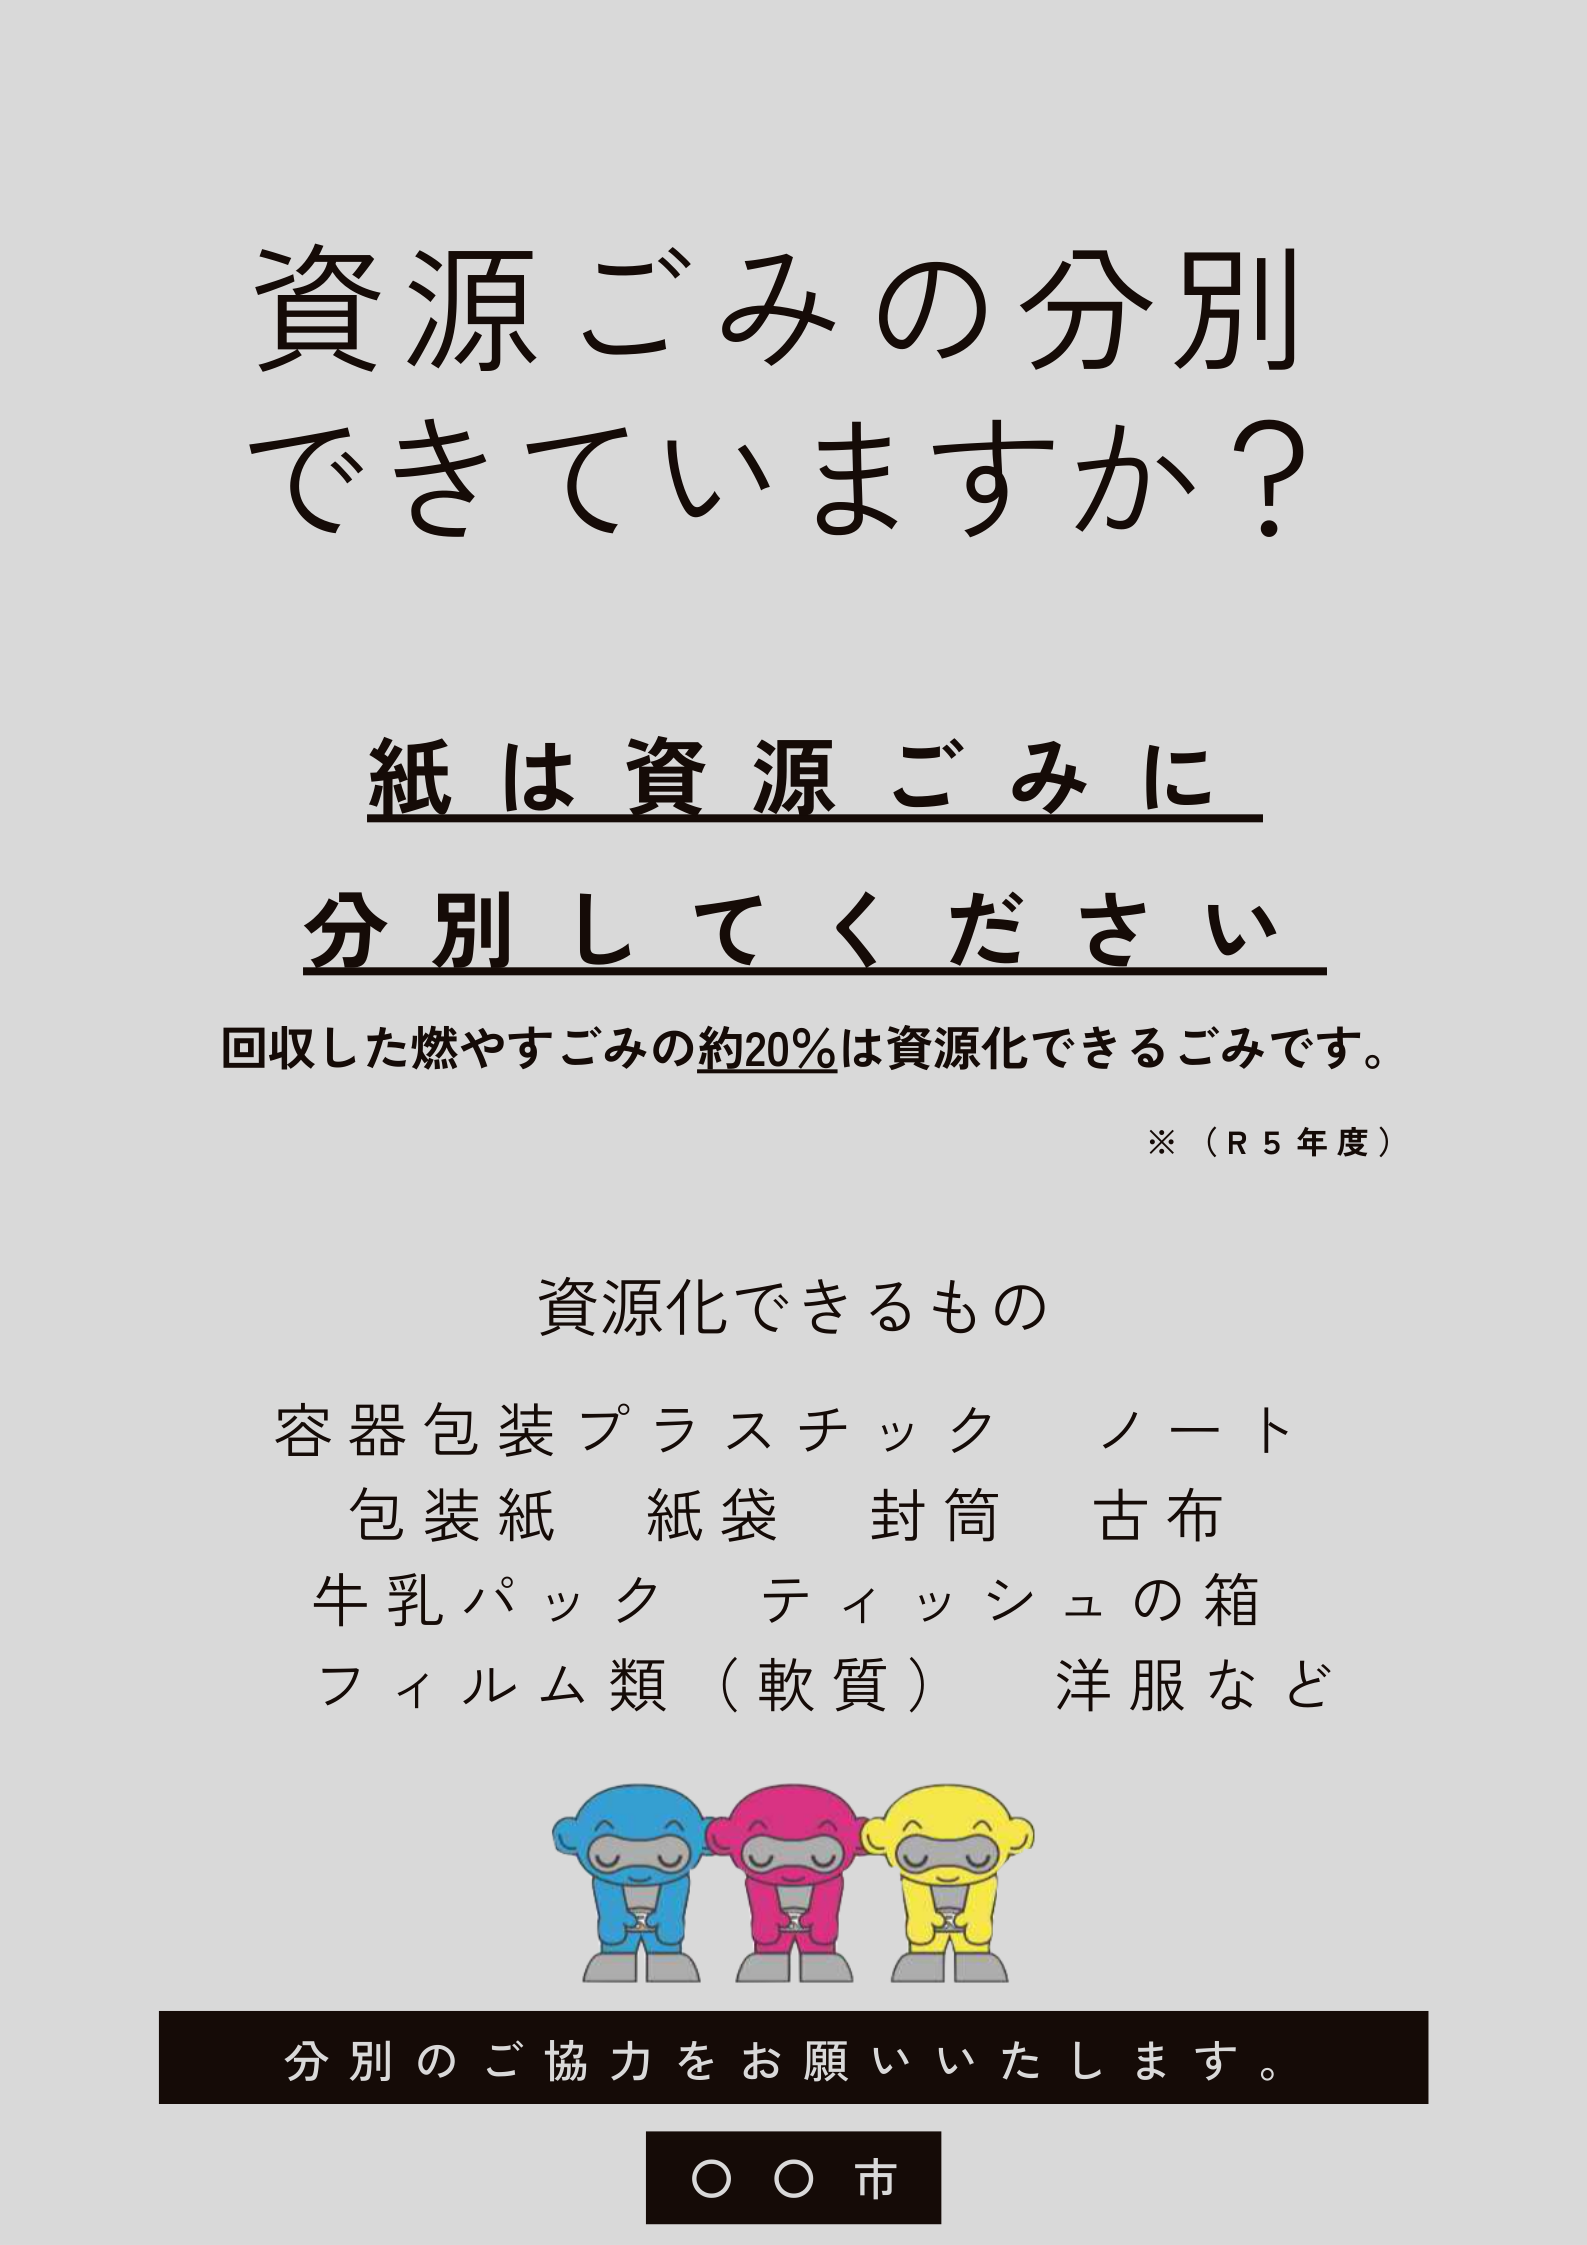 資源ごみの分別
できていますか？
紙は資源ごみに
分別してください
回収した燃やすごみの約20％は資源化できるごみです。
※（R５年度）
資源化できるもの
容器包装プラスチック　ノート
包装紙　紙袋　封筒　古布
牛乳パック　ティッシュの箱
フィルム類（軟質）　洋服など
分別のご協力をお願いいたします。
〇〇市